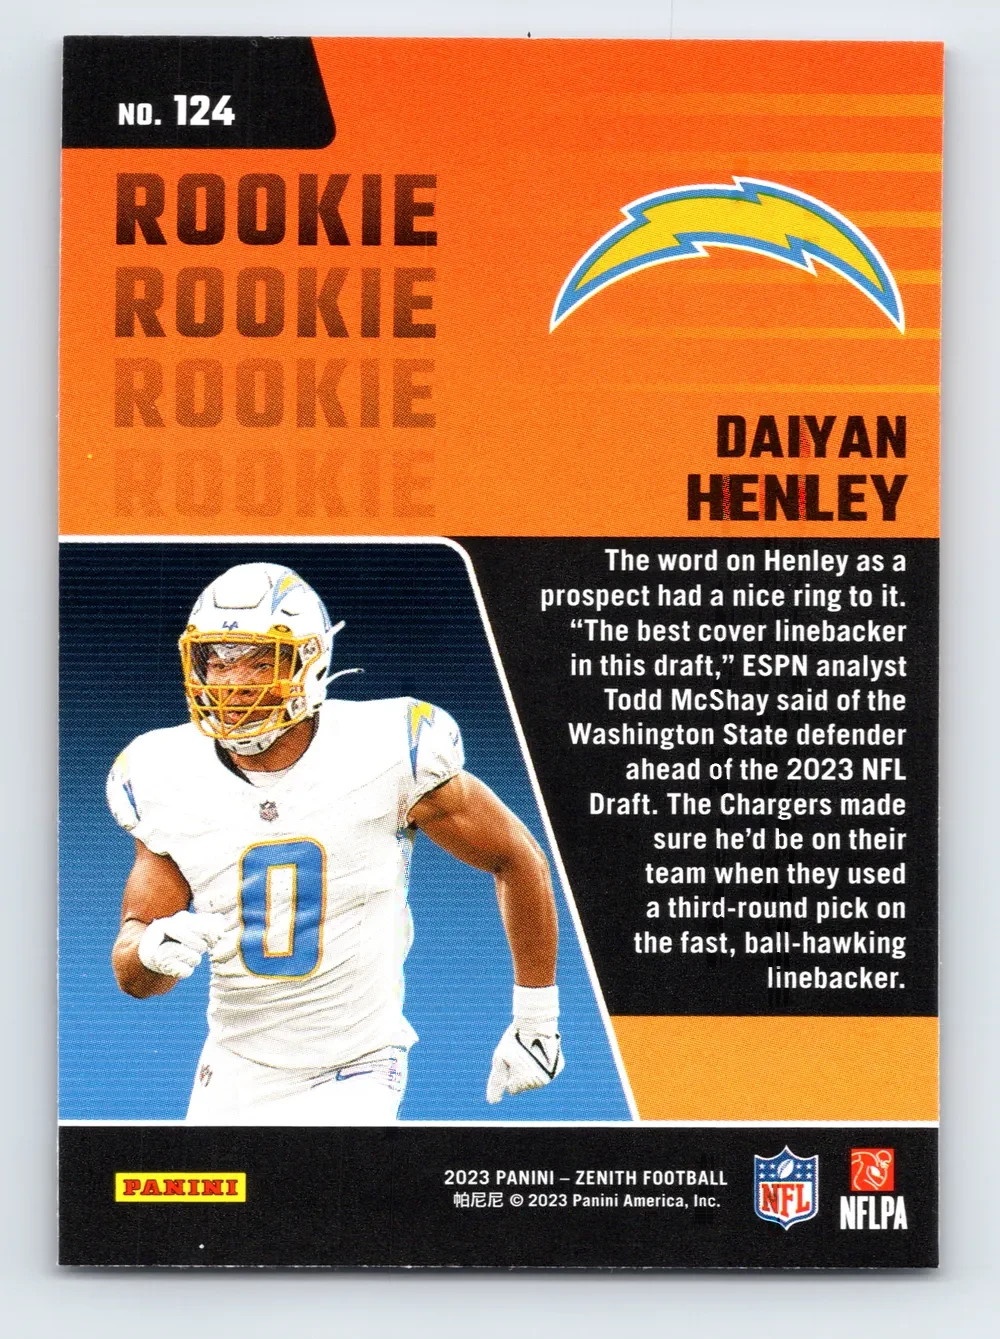 NO. 124
ROOKIE
ROOKIE
ROOKIE
ROOKIE
DAIYAN
HENLEY
The word on Henley as a
prospect had a nice ring to it.
“The best cover linebacker
in this draft,” ESPN analyst
Todd McShay said of the
Washington State defender
ahead of the 2023 NFL
Draft. The Chargers made
sure he’d be on their
team when they used
a third-round pick on
the fast, ball-hawking
linebacker.
LA
0
PANINI
2023 PANINI – ZENITH FOOTBALL
帕尼尼 © 2023 Panini America, Inc.
NFL
NFLPA